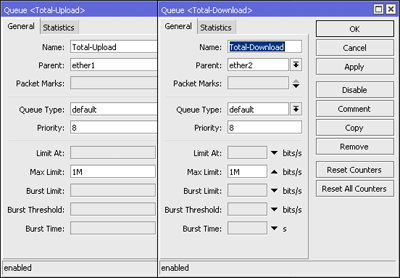 Queue <Total-Upload>
General Statistics
Name: Total-Upload
Parent: ether1
Packet Marks:
Queue Type: default
Priority: 8
Limit At:
Max Limit: 1M
Burst Limit:
Burst Threshold:
Burst Time:
enabled
Queue <Total-Download>
General Statistics
Name: Total-Download
Parent: ether2
Packet Marks:
Queue Type: default
Priority: 8
Limit At: bits/s
Max Limit: 1M bits/s
Burst Limit: bits/s
Burst Threshold: bits/s
Burst Time: s
enabled
OK
Cancel
Apply
Disable
Comment
Copy
Remove
Reset Counters
Reset All Counters